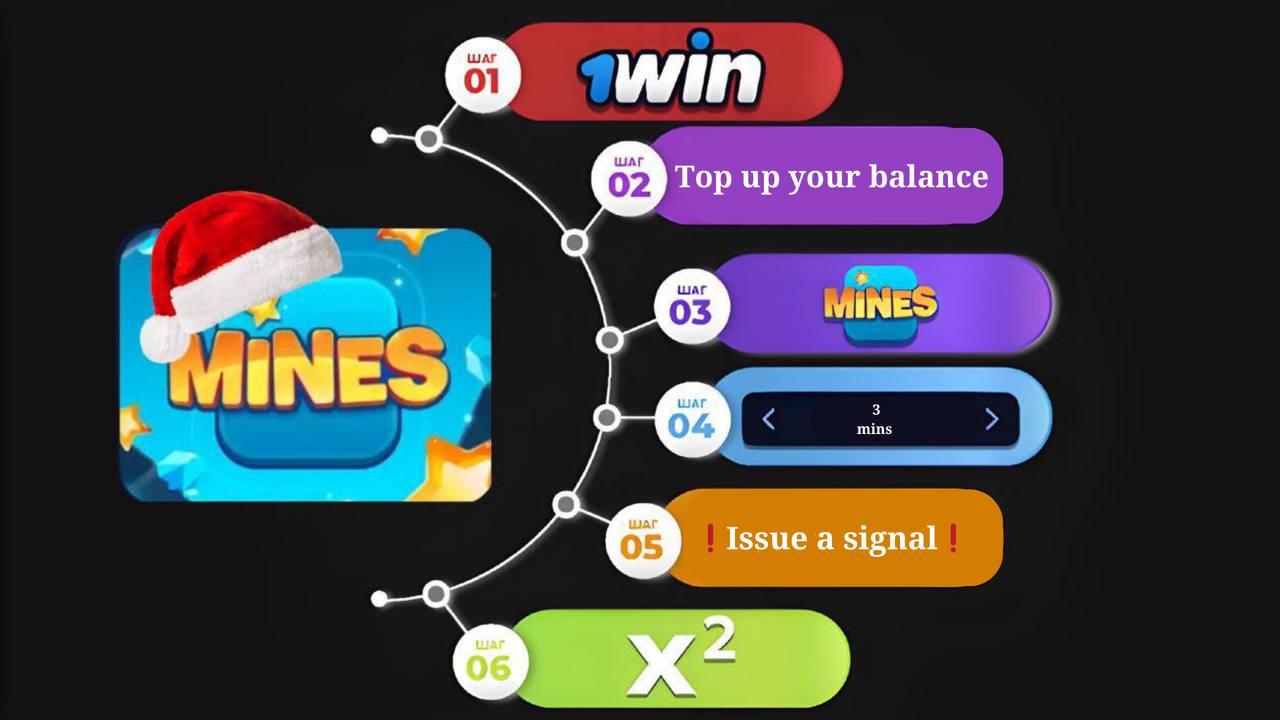 ШАГ
01
1win
ШАГ
02
Top up your balance
ШАГ
03
MINES
MINES
ШАГ
04
3
mins
ШАГ
05
❗Issue a signal❗
ШАГ
06
x²